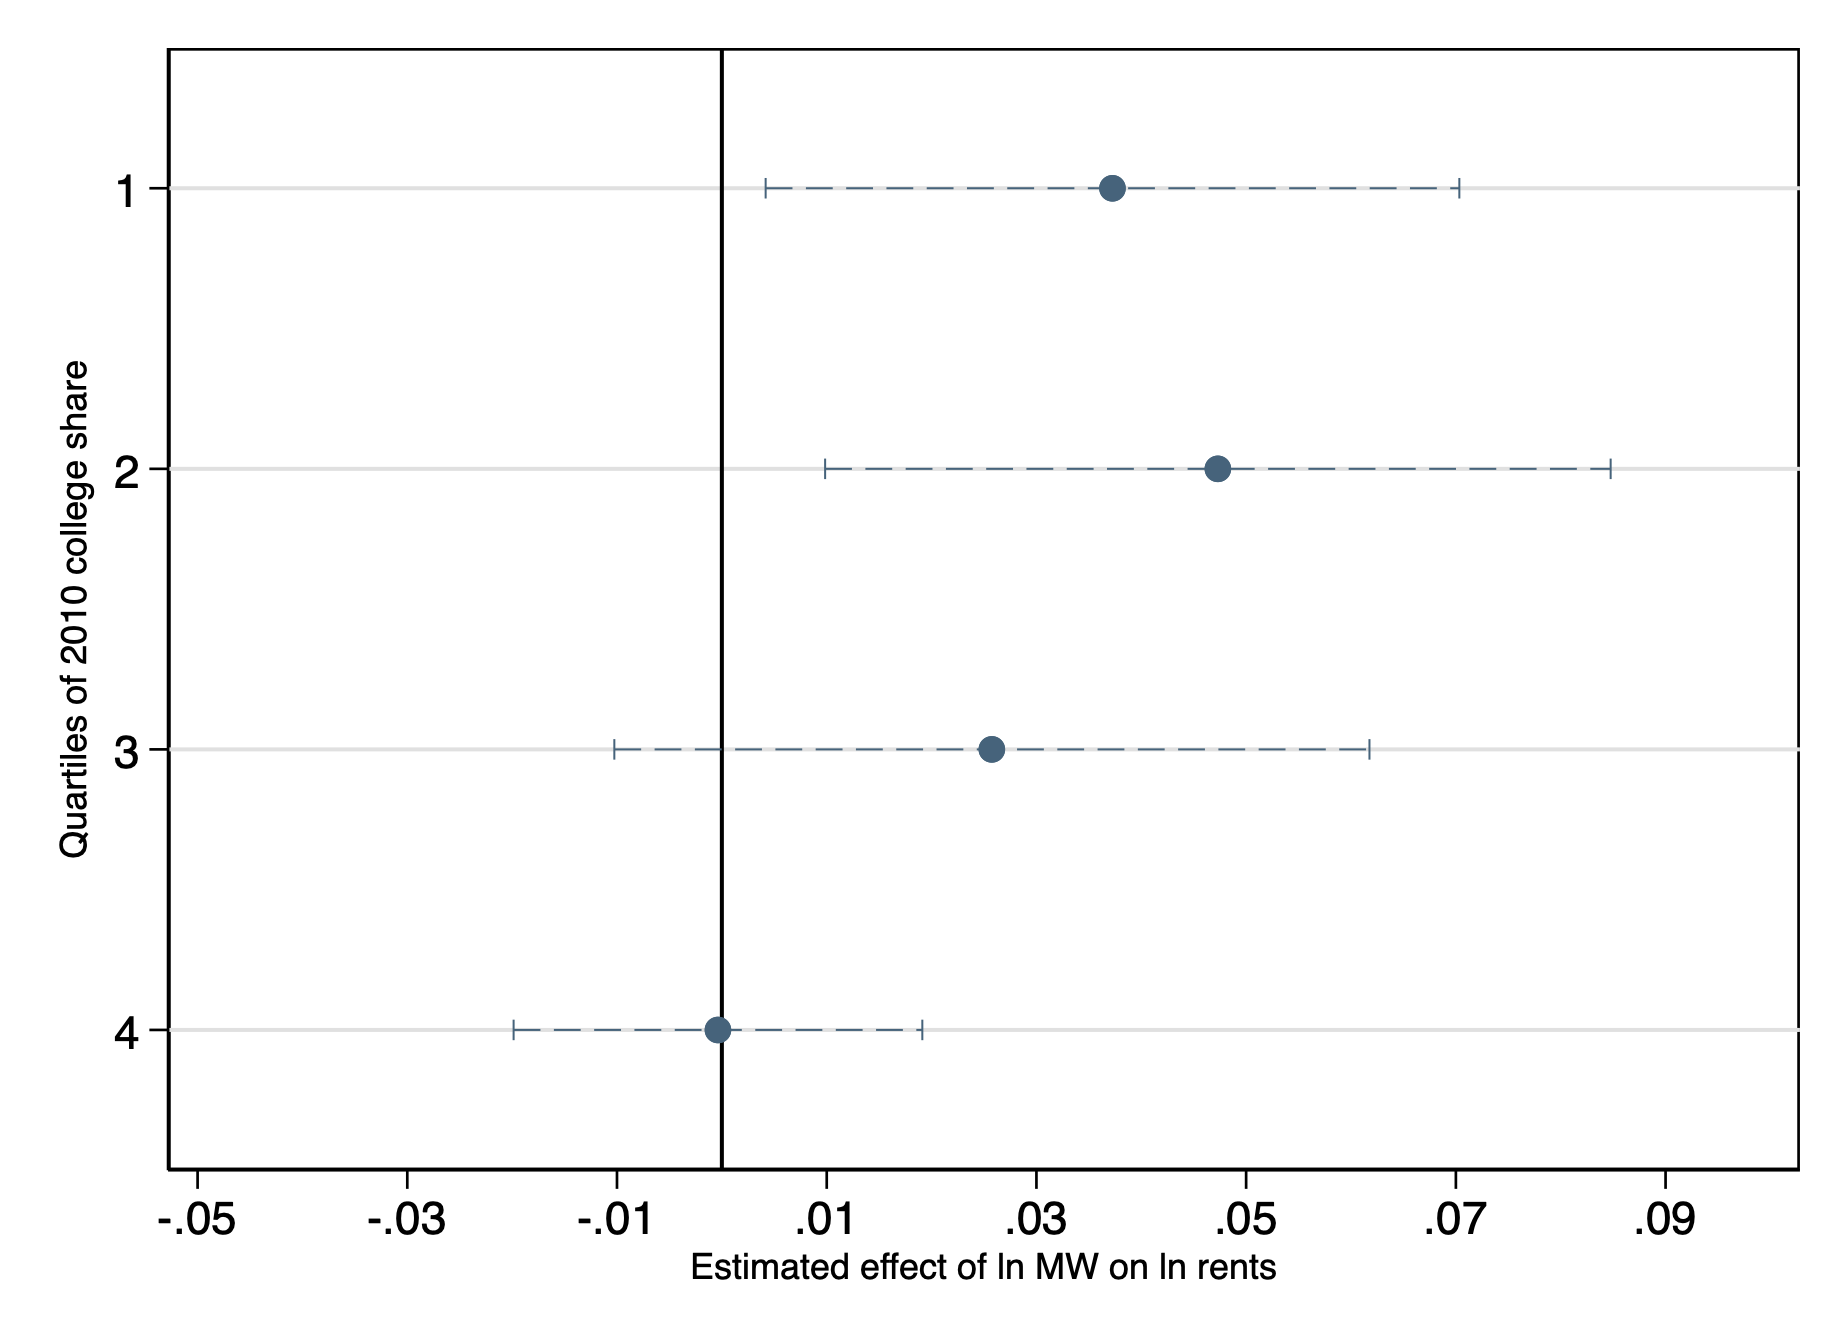 Quartiles of 2010 college share
1
2
3
4
-.05 -.03 -.01 .01 .03 .05 .07 .09
Estimated effect of ln MW on ln rents